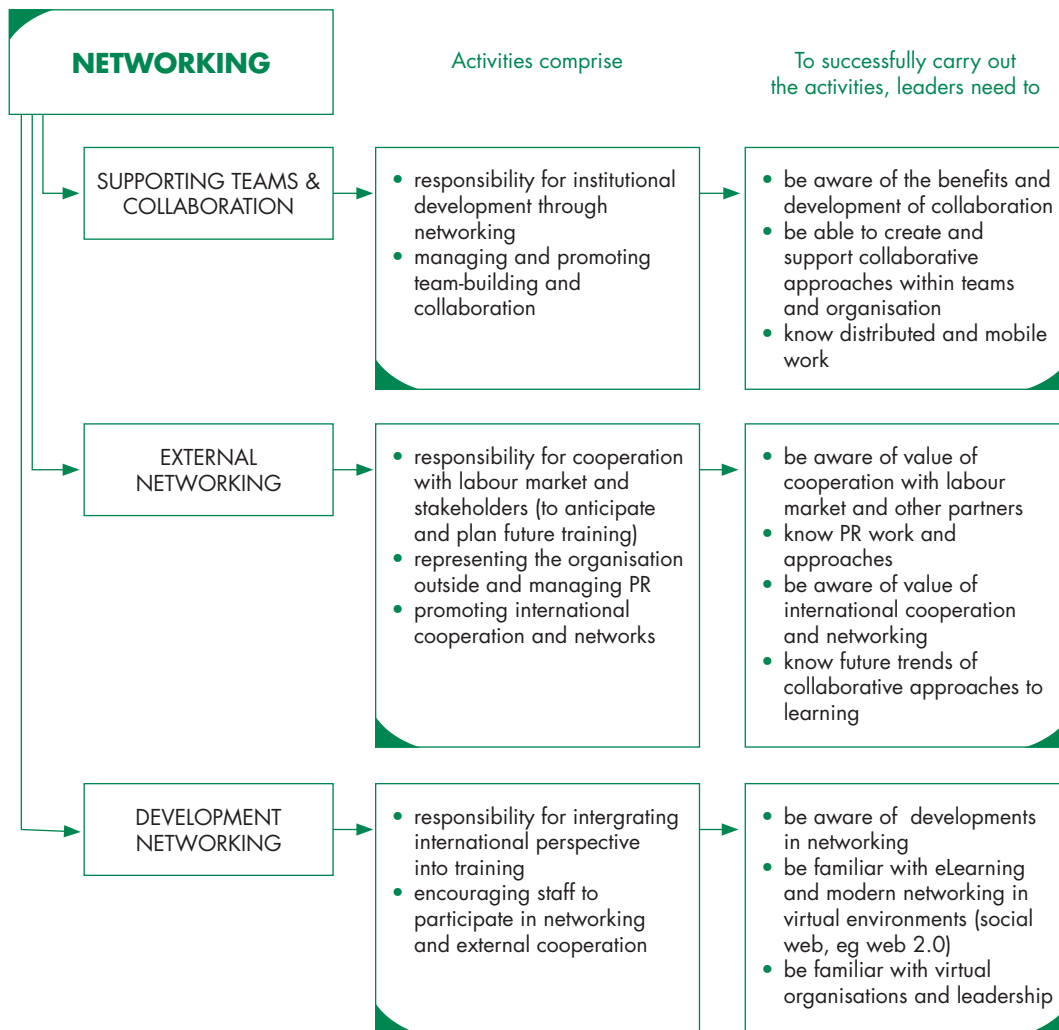 NETWORKING
Activities comprise
To successfully carry out
the activities, leaders need to
SUPPORTING TEAMS &
COLLABORATION
• responsibility for institutional
development through
networking
• managing and promoting
team-building and
collaboration
• be aware of the benefits and
development of collaboration
• be able to create and
support collaborative
approaches within teams
and organisation
• know distributed and mobile
work
EXTERNAL
NETWORKING
• responsibility for cooperation
with labour market and
stakeholders (to anticipate
and plan future training)
• representing the organisation
outside and managing PR
• promoting international
cooperation and networks
• be aware of value of
cooperation with labour
market and other partners
• know PR work and
approaches
• be aware of value of
international cooperation
and networking
• know future trends of
collaborative approaches to
learning
DEVELOPMENT
NETWORKING
• responsibility for intergrating
international perspective
into training
• encouraging staff to
participate in networking
and external cooperation
• be aware of  developments
in networking
• be familiar with eLearning
and modern networking in
virtual environments (social
web, eg web 2.0)
• be familiar with virtual
organisations and leadership